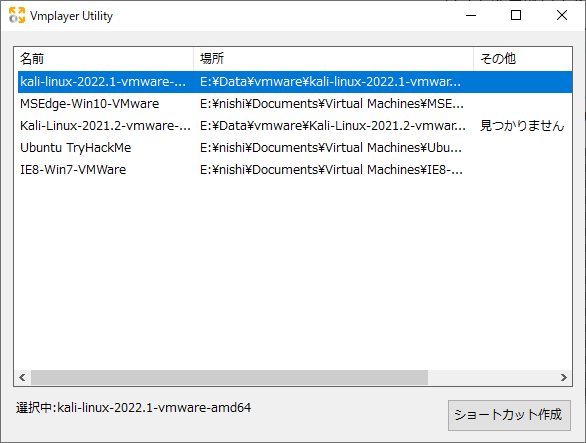 Vmplayer Utility
名前 場所 その他
kali-linux-2022.1-vmware-... E:¥Data¥vmware¥kali-linux-2022.1-vmwar...
MSEdge-Win10-VMware E:¥nishi¥Documents¥Virtual Machines¥MSE...
Kali-Linux-2021.2-vmware-... E:¥Data¥vmware¥Kali-Linux-2021.2-vmwar... 見つかりません
Ubuntu TryHackMe E:¥nishi¥Documents¥Virtual Machines¥Ubu...
IE8-Win7-VMWare E:¥nishi¥Documents¥Virtual Machines¥IE8-...
選択中:kali-linux-2022.1-vmware-amd64
ショートカット作成